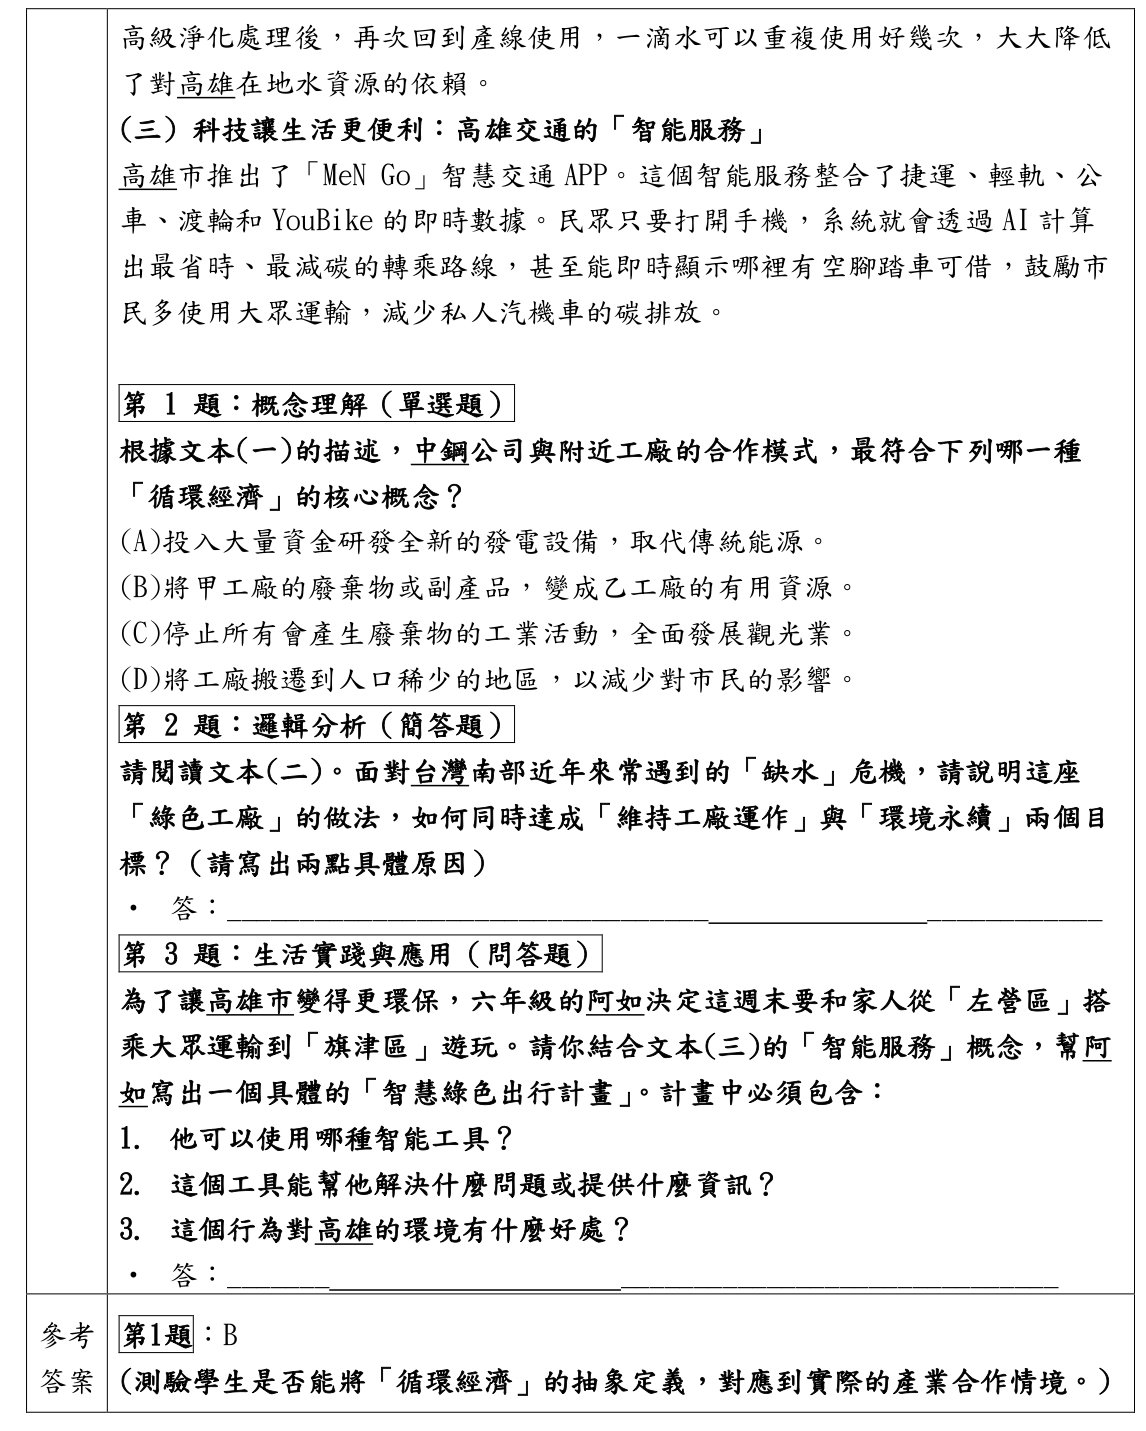 高級淨化處理後，再次回到產線使用，一滴水可以重複使用好幾次，大大降低
了對高雄在地水資源的依賴。
(三) 科技讓生活更便利：高雄交通的「智能服務」
高雄市推出了「MeN Go」智慧交通 APP。這個智能服務整合了捷運、輕軌、公
車、渡輪和 YouBike 的即時數據。民眾只要打開手機，系統就會透過 AI 計算
出最省時、最減碳的轉乘路線，甚至能即時顯示哪裡有空腳踏車可借，鼓勵市
民多使用大眾運輸，減少私人汽機車的碳排放。
第 1 題：概念理解（單選題）
根據文本(一)的描述，中鋼公司與附近工廠的合作模式，最符合下列哪一種
「循環經濟」的核心概念？
(A)投入大量資金研發全新的發電設備，取代傳統能源。
(B)將甲工廠的廢棄物或副產品，變成乙工廠的有用資源。
(C)停止所有會產生廢棄物的工業活動，全面發展觀光業。
(D)將工廠搬遷到人口稀少的地區，以減少對市民的影響。
第 2 題：邏輯分析（簡答題）
請閱讀文本(二)。面對台灣南部近年來常遇到的「缺水」危機，請說明這座
「綠色工廠」的做法，如何同時達成「維持工廠運作」與「環境永續」兩個目
標？（請寫出兩點具體原因）
• 答：____________________________________________________________
第 3 題：生活實踐與應用（問答題）
為了讓高雄市變得更環保，六年級的阿如決定這週末要和家人從「左營區」搭
乘大眾運輸到「旗津區」遊玩。請你結合文本(三)的「智能服務」概念，幫阿
如寫出一個具體的「智慧綠色出行計畫」。計畫中必須包含：
1. 他可以使用哪種智能工具？
2. 這個工具能幫他解決什麼問題或提供什麼資訊？
3. 這個行為對高雄的環境有什麼好處？
• 答：_________________________________________________________
參考
答案
第1題：B
(測驗學生是否能將「循環經濟」的抽象定義，對應到實際的產業合作情境。)